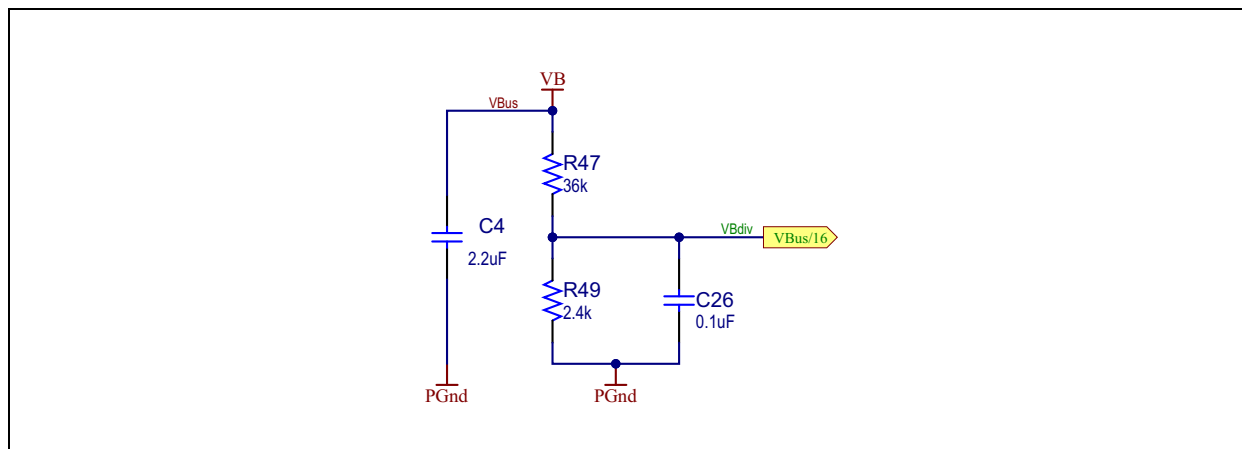 VB
VBus
R47
36k
C4
2.2uF
VBdiv
VBus/16
R49
2.4k
C26
0.1uF
PGnd
PGnd